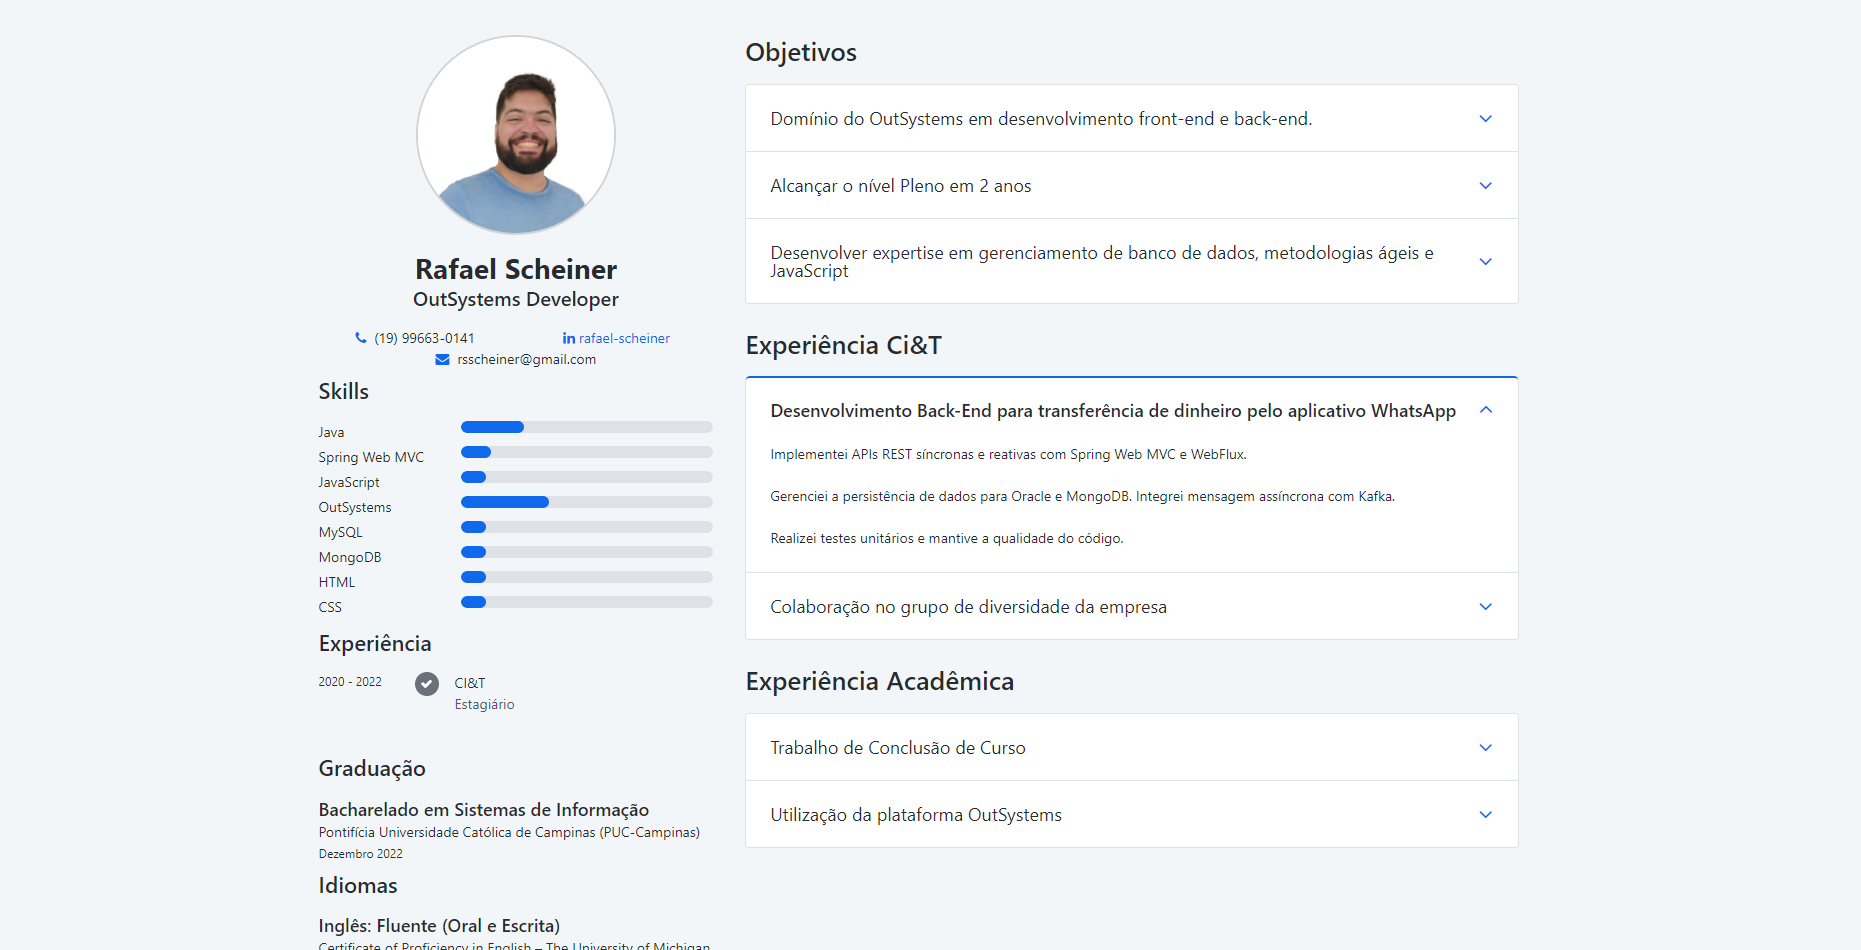 Rafael Scheiner
OutSystems Developer
(19) 99663-0141
in rafael-scheiner
rsscheiner@gmail.com
Skills
Java
Spring Web MVC
JavaScript
OutSystems
MySQL
MongoDB
HTML
CSS
Experiência
2020 - 2022
CI&T
Estagiário
Graduação
Bacharelado em Sistemas de Informação
Pontifícia Universidade Católica de Campinas (PUC-Campinas)
Dezembro 2022
Idiomas
Inglês: Fluente (Oral e Escrita)
Certificate of Proficiency in English – The University of Michigan
Objetivos
Domínio do OutSystems em desenvolvimento front-end e back-end.
Alcançar o nível Pleno em 2 anos
Desenvolver expertise em gerenciamento de banco de dados, metodologias ágeis e
JavaScript
Experiência Ci&T
Desenvolvimento Back-End para transferência de dinheiro pelo aplicativo WhatsApp
Implementei APIs REST síncronas e reativas com Spring Web MVC e WebFlux.
Gerenciei a persistência de dados para Oracle e MongoDB. Integrei mensagem assíncrona com Kafka.
Realizei testes unitários e mantive a qualidade do código.
Colaboração no grupo de diversidade da empresa
Experiência Acadêmica
Trabalho de Conclusão de Curso
Utilização da plataforma OutSystems